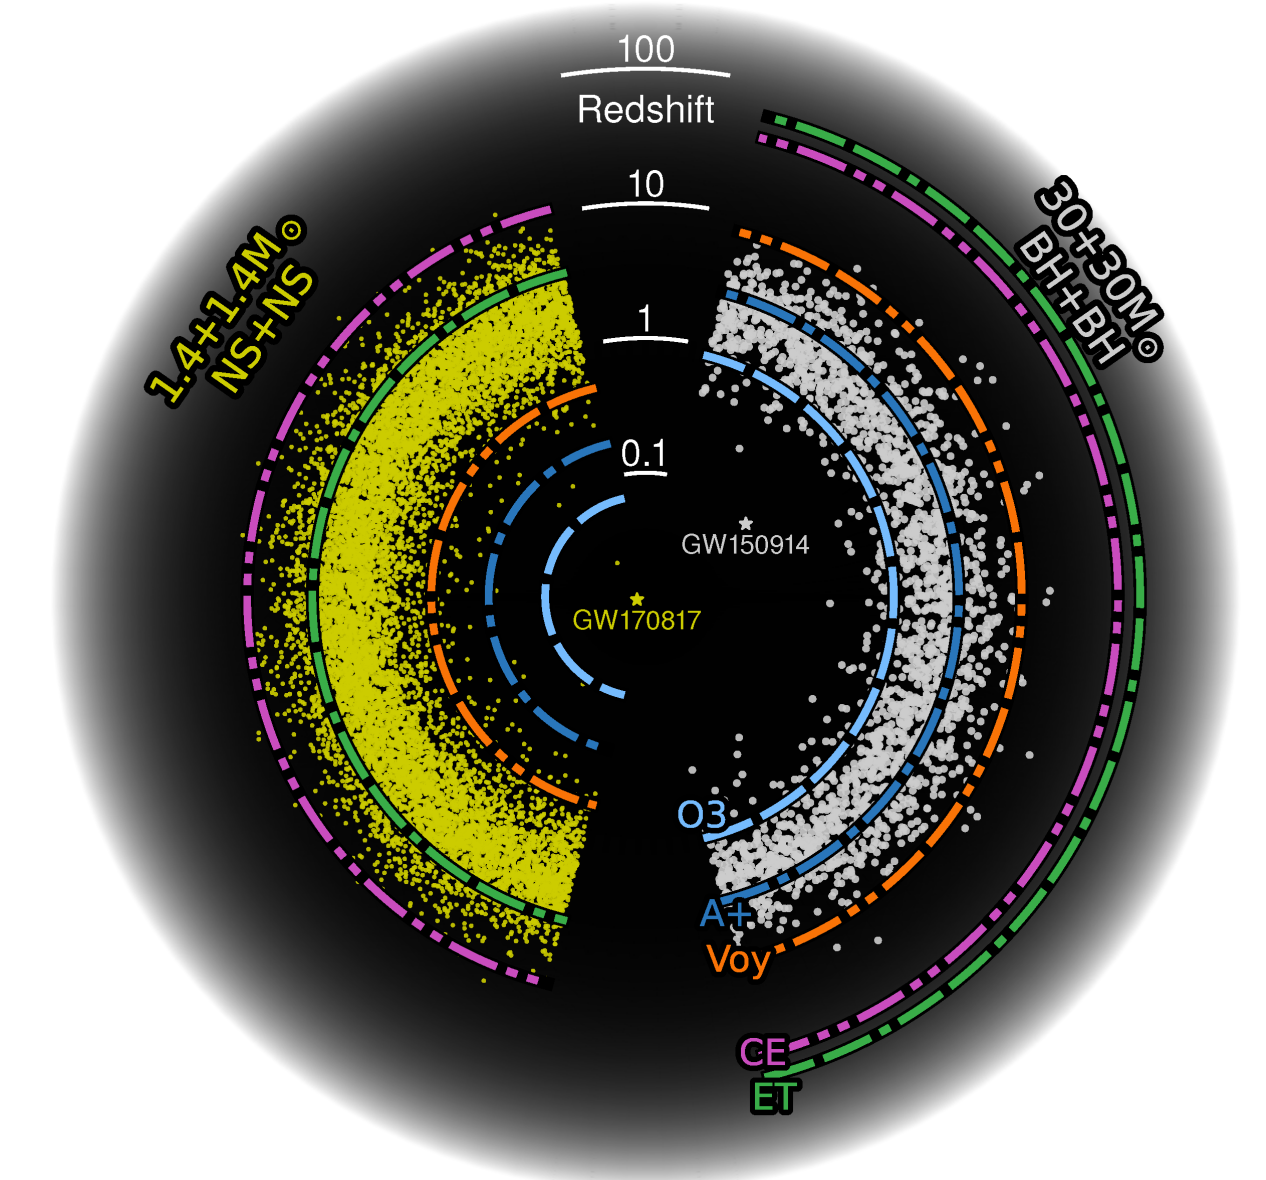 100
Redshift
10
1
0.1
1.4+1.4M⊙
NS+NS
30+30M⊙
BH+BH
GW150914
GW170817
O3
A+
Voy
CE
ET